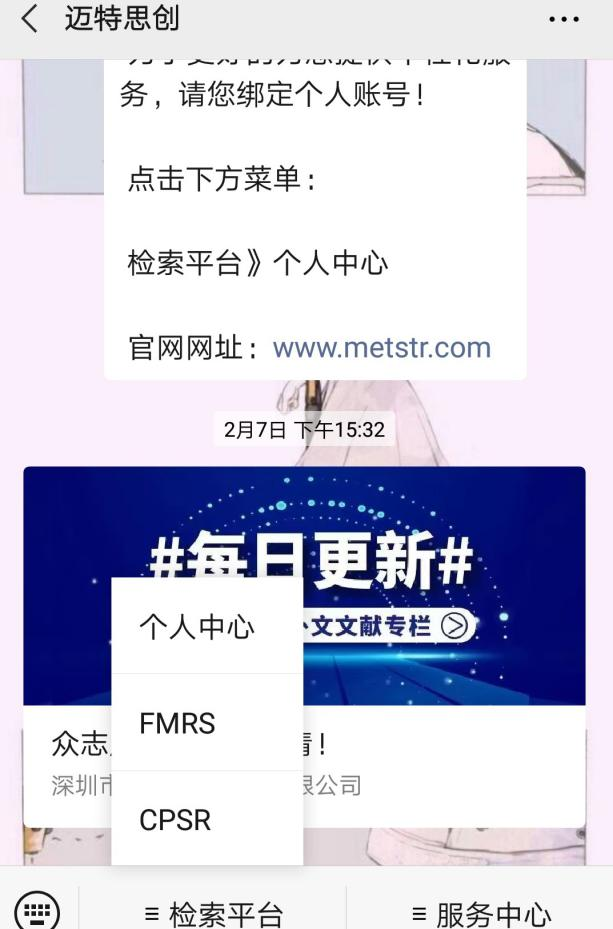 迈特思创
务，请您绑定个人账号！
点击下方菜单：
检索平台》个人中心
官网网址：www.metstr.com
2月7日 下午15:32
#每日更新#
文文献专栏
个人中心
FMRS
CPSR
众志
情！
深圳市
限公司
检索平台
服务中心